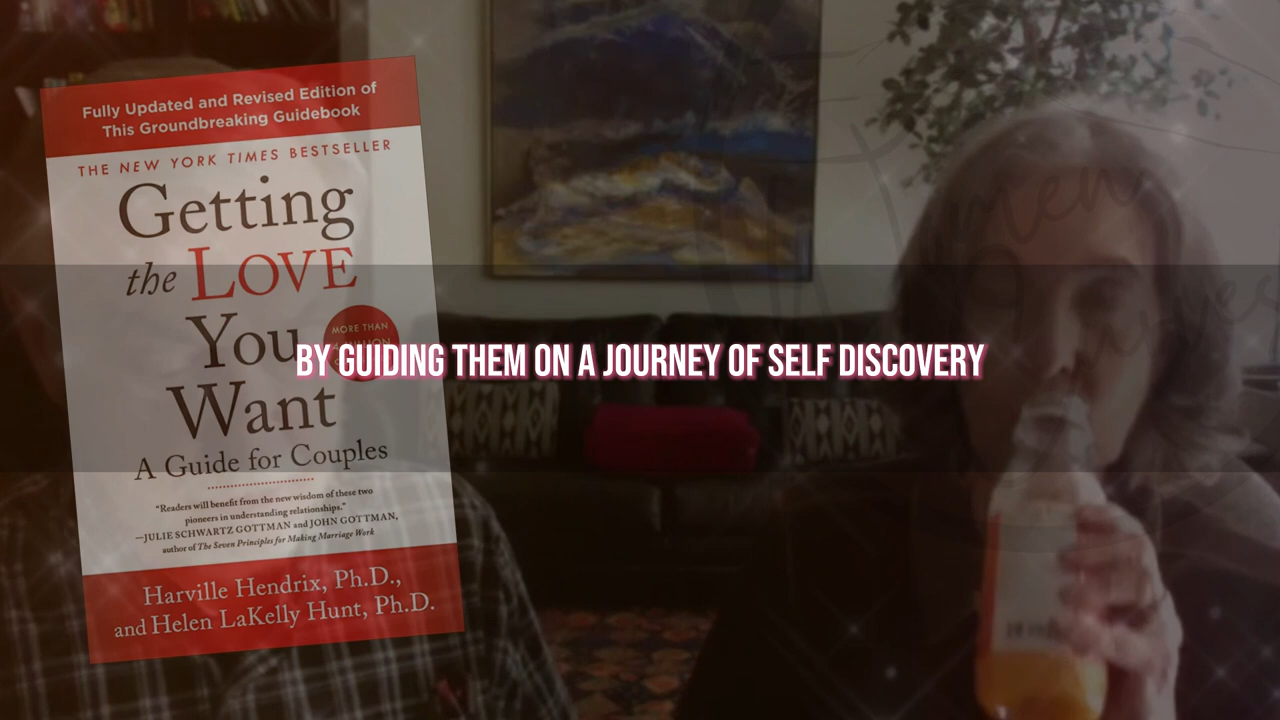 Fully Updated and Revised Edition of
This Groundbreaking Guidebook
THE NEW YORK TIMES BESTSELLER
Getting
the LOVE
You
Want
MORE THAN
BY GUIDING THEM ON A JOURNEY OF SELF DISCOVERY
A Guide for Couples
"Readers will benefit from the new wisdom of these two
pioneers in understanding relationships."
—JULIE SCHWARTZ GOTTMAN and JOHN GOTTMAN,
author of The Seven Principles for Making Marriage Work
Harville Hendrix, Ph.D.,
and Helen LaKelly Hunt, Ph.D.